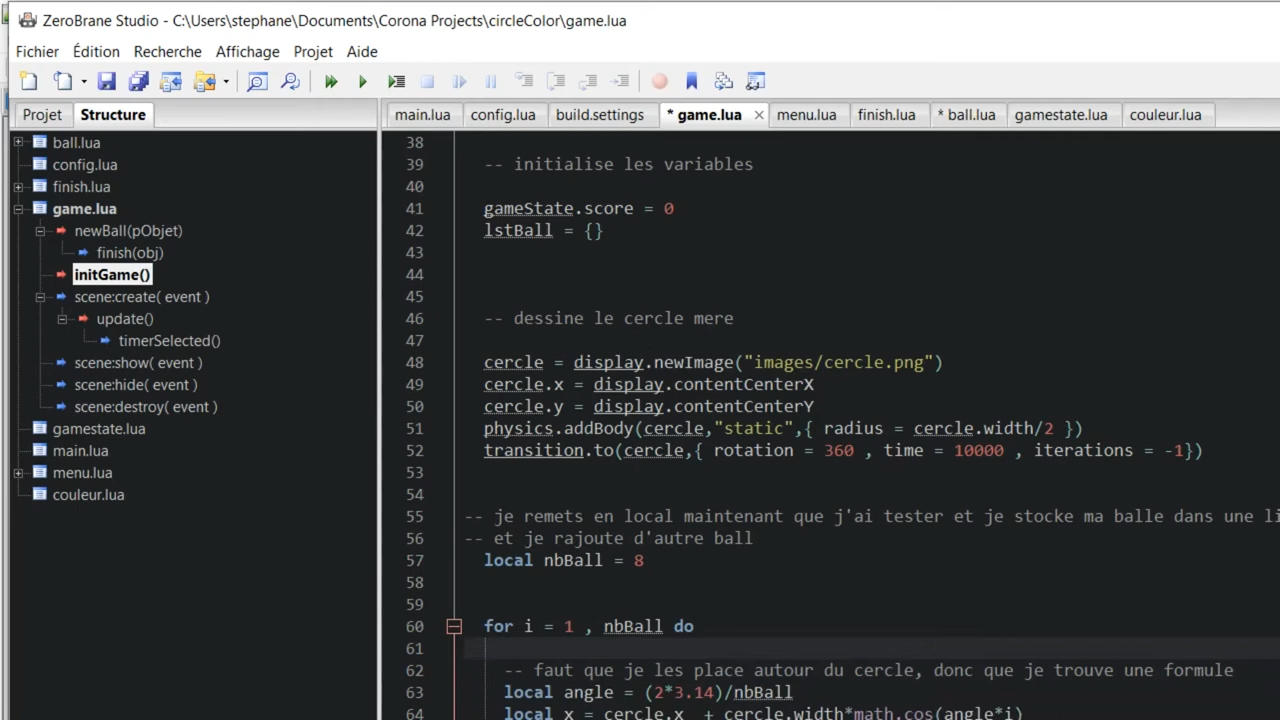 ZeroBrane Studio - C:\Users\stephane\Documents\Corona Projects\circleColor\game.lua
Fichier Édition Recherche Affichage Projet Aide
Projet Structure
main.lua config.lua build.settings * game.lua menu.lua finish.lua * ball.lua gamestate.lua couleur.lua
ball.lua
config.lua
finish.lua
game.lua
newBall(pObjet)
finish(obj)
initGame()
scene:create( event )
update()
timerSelected()
scene:show( event )
scene:hide( event )
scene:destroy( event )
gamestate.lua
main.lua
menu.lua
couleur.lua
38
39 -- initialise les variables
40
41 gameState.score = 0
42 lstBall = {}
43
44
45
46 -- dessine le cercle mere
47
48 cercle = display.newImage("images/cercle.png")
49 cercle.x = display.contentCenterX
50 cercle.y = display.contentCenterY
51 physics.addBody(cercle,"static",{ radius = cercle.width/2 })
52 transition.to(cercle,{ rotation = 360 , time = 10000 , iterations = -1})
53
54
55 -- je remets en local maintenant que j'ai tester et je stocke ma balle dans une li
56 -- et je rajoute d'autre ball
57 local nbBall = 8
58
59
60 for i = 1 , nbBall do
61
62 -- faut que je les place autour du cercle, donc que je trouve une formule
63 local angle = (2*3.14)/nbBall
64 local x = cercle.x + cercle.width*math.cos(angle*i)